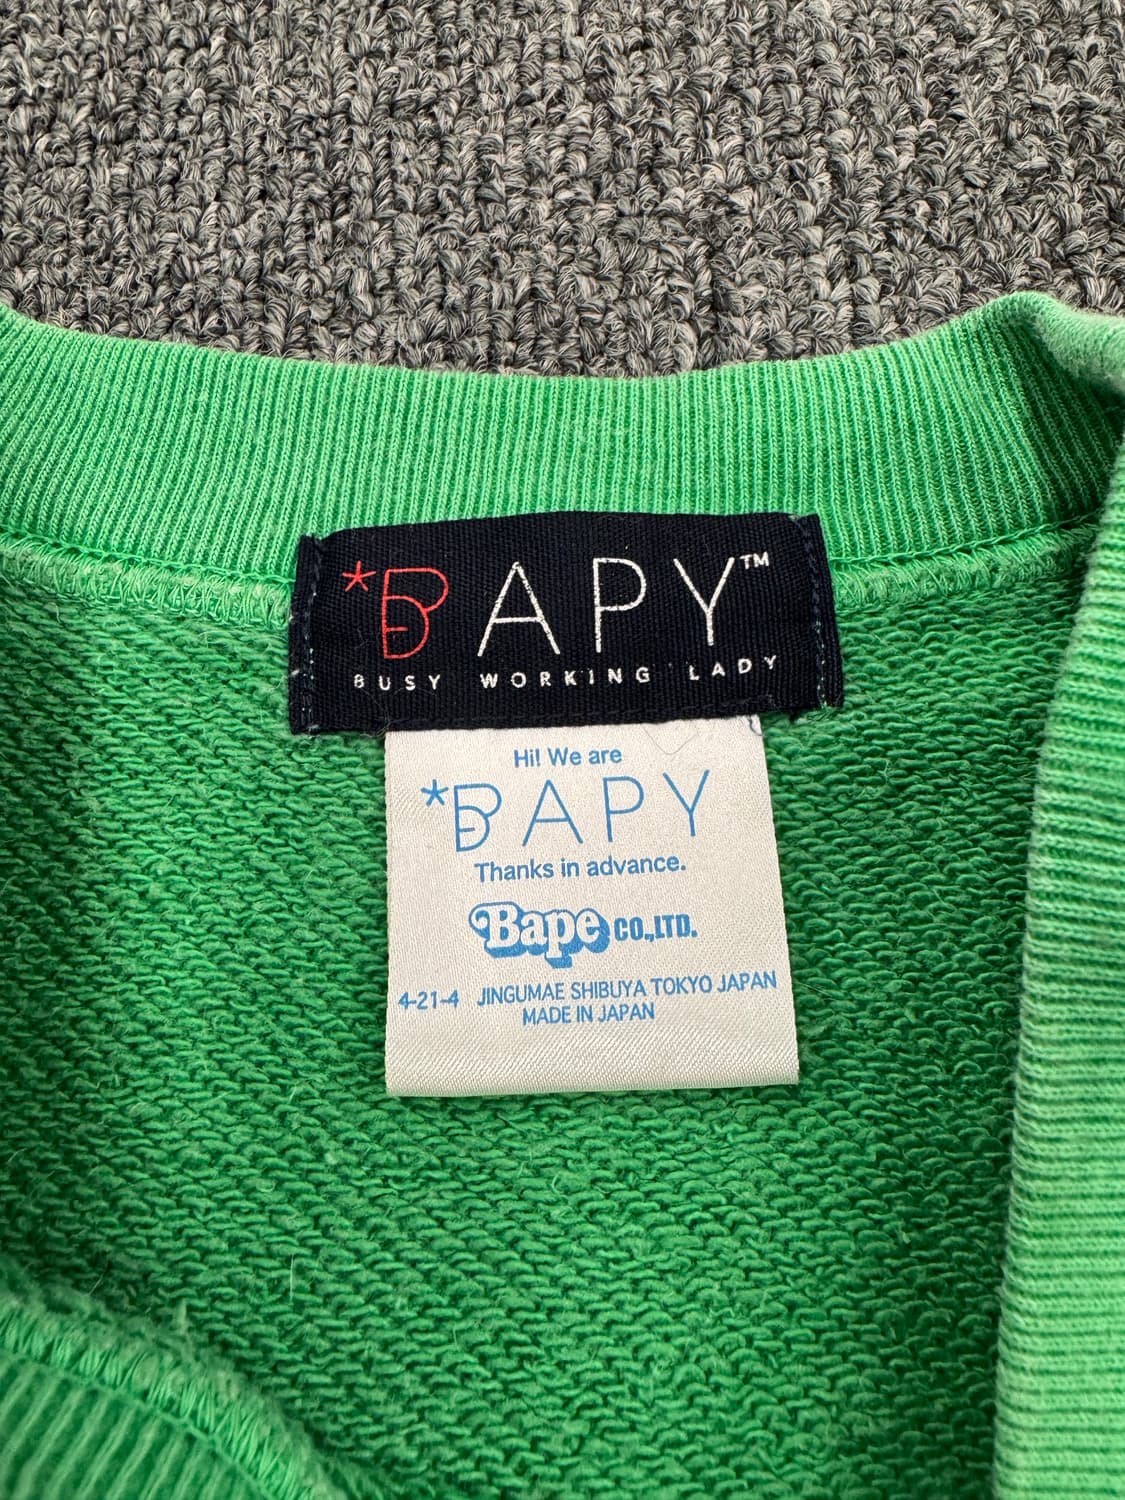 *BAPY™
BUSY WORKING LADY
Hi! We are
*BAPY
Thanks in advance.
Bape CO.,LTD.
4-21-4 JINGUMAE SHIBUYA TOKYO JAPAN
MADE IN JAPAN